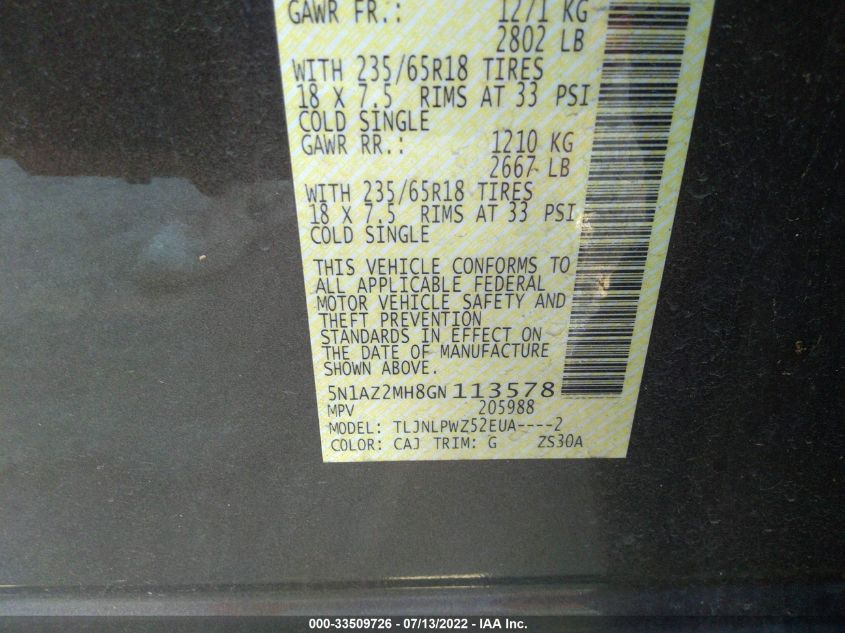 GAWR FR.: 1271 KG
2802 LB
WITH 235/65R18 TIRES
18 X 7.5 RIMS AT 33 PSI
COLD SINGLE
GAWR RR.: 1210 KG
2667 LB
WITH 235/65R18 TIRES
18 X 7.5 RIMS AT 33 PSI
COLD SINGLE
THIS VEHICLE CONFORMS TO
ALL APPLICABLE FEDERAL
MOTOR VEHICLE SAFETY AND
THEFT PREVENTION
STANDARDS IN EFFECT ON
THE DATE OF MANUFACTURE
SHOWN ABOVE.
5N1AZ2MH8GN113578
MPV 205988
MODEL: TLJNLPWZ52EUA----2
COLOR: CAJ TRIM: G ZS30A
000-33509726 - 07/13/2022 - IAA Inc.